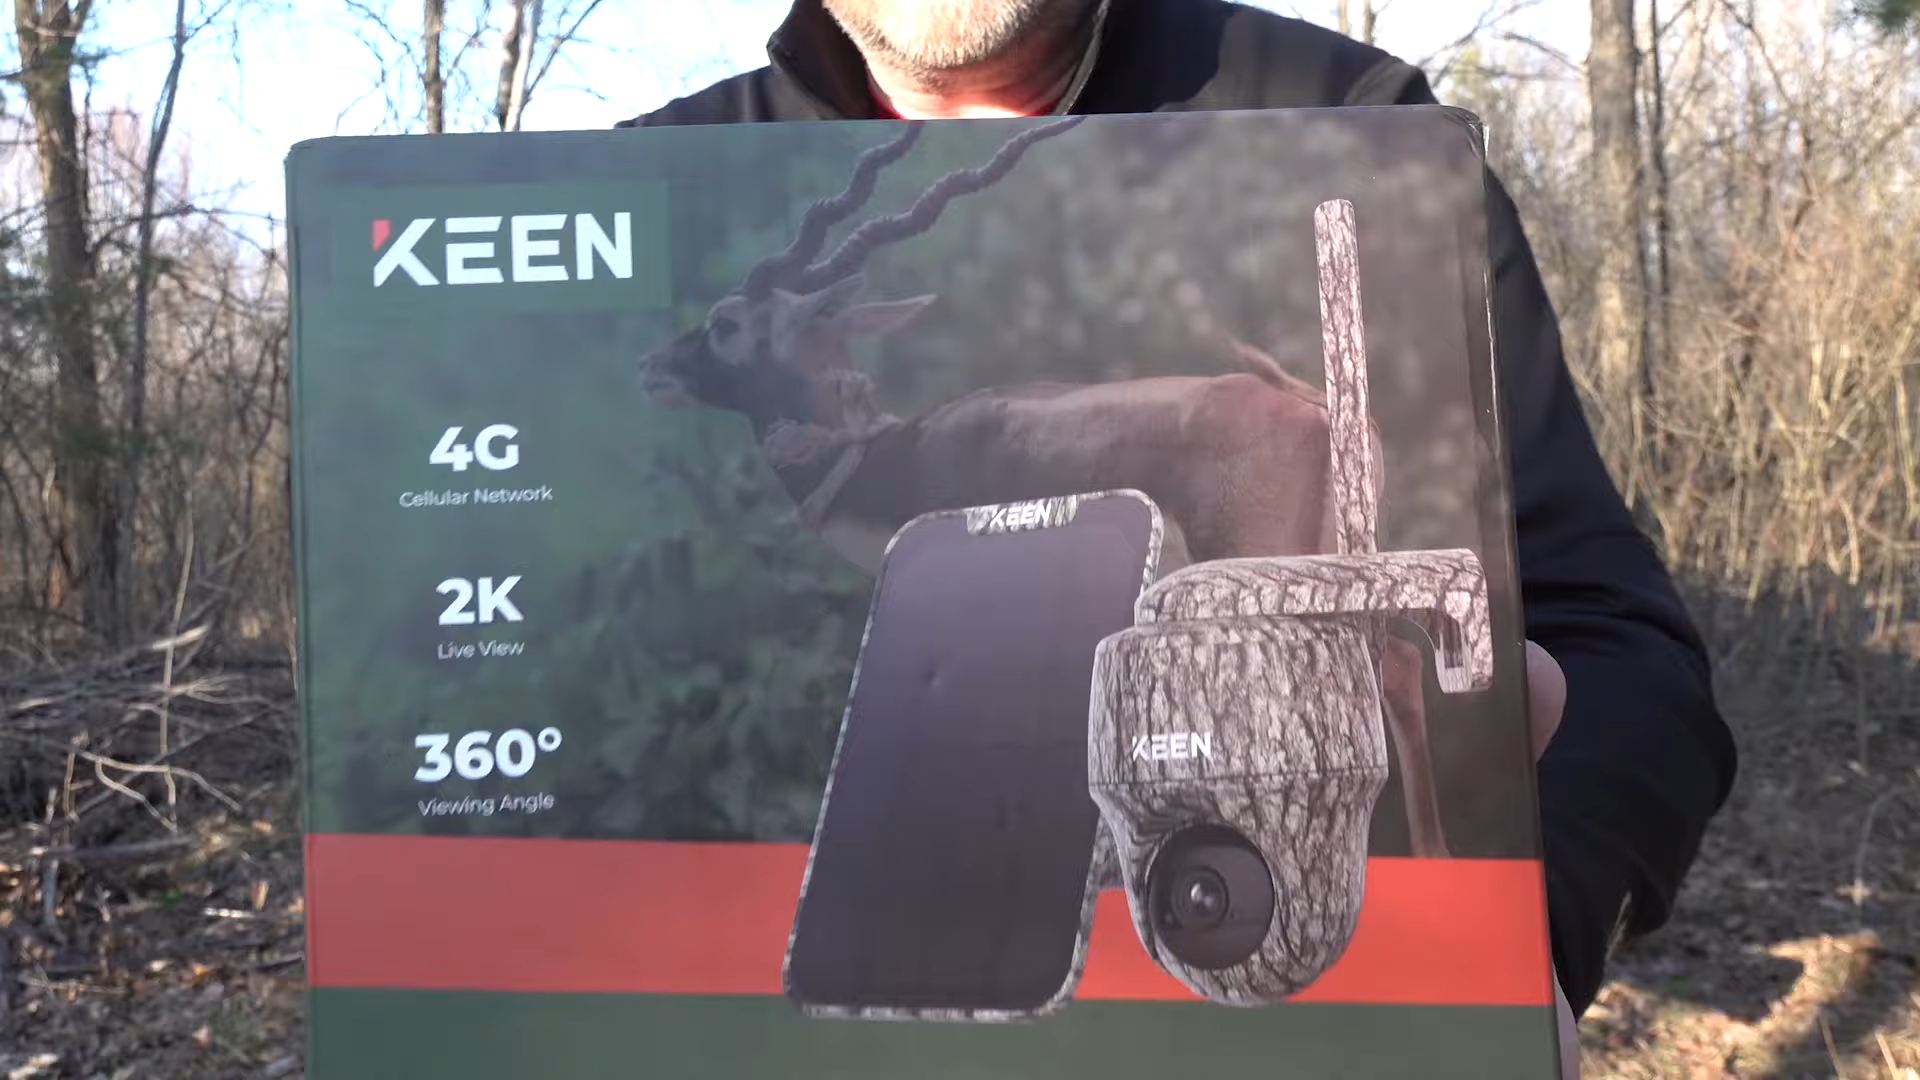 KEEN
4G
Cellular Network
2K
Live View
360°
Viewing Angle
KEEN
KEEN